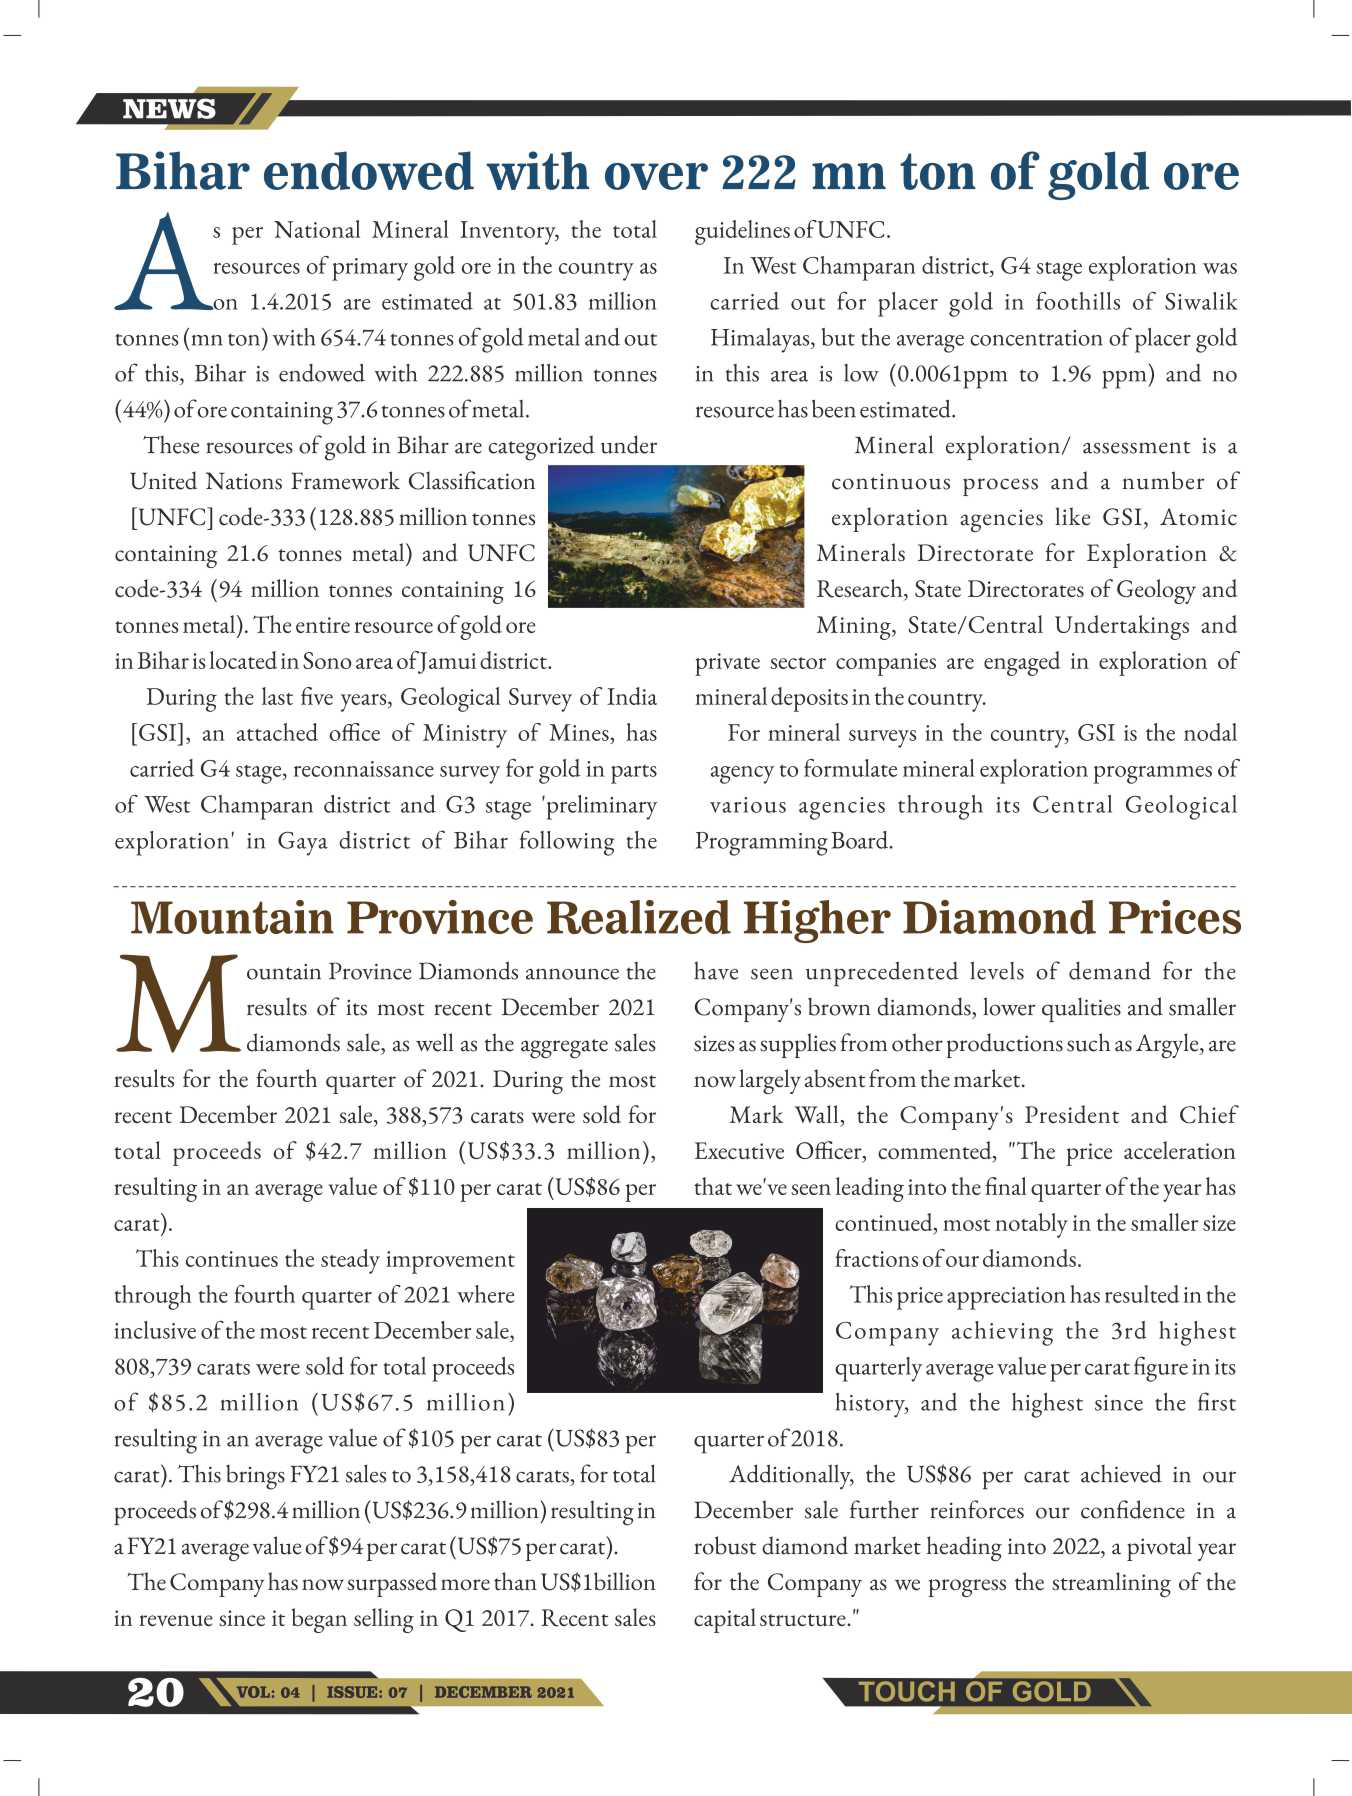 NEWS
Bihar endowed with over 222 mn ton of gold ore
As per National Mineral Inventory, the total
resources of primary gold ore in the country as
on 1.4.2015 are estimated at 501.83 million
tonnes (mn ton) with 654.74 tonnes of gold metal and out
of this, Bihar is endowed with 222.885 million tonnes
(44%) of ore containing 37.6 tonnes of metal.
These resources of gold in Bihar are categorized under
United Nations Framework Classification
[UNFC] code-333 (128.885 million tonnes
containing 21.6 tonnes metal) and UNFC
code-334 (94 million tonnes containing 16
tonnes metal). The entire resource of gold ore
in Bihar is located in Sono area of Jamui district.
During the last five years, Geological Survey of India
[GSI], an attached office of Ministry of Mines, has
carried G4 stage, reconnaissance survey for gold in parts
of West Champaran district and G3 stage 'preliminary
exploration' in Gaya district of Bihar following the
guidelines of UNFC.
In West Champaran district, G4 stage exploration was
carried out for placer gold in foothills of Siwalik
Himalayas, but the average concentration of placer gold
in this area is low (0.0061ppm to 1.96 ppm) and no
resource has been estimated.
Mineral exploration/ assessment is a
continuous process and a number of
exploration agencies like GSI, Atomic
Minerals Directorate for Exploration &
Research, State Directorates of Geology and
Mining, State/Central Undertakings and
private sector companies are engaged in exploration of
mineral deposits in the country.
For mineral surveys in the country, GSI is the nodal
agency to formulate mineral exploration programmes of
various agencies through its Central Geological
Programming Board.
Mountain Province Realized Higher Diamond Prices
Mountain Province Diamonds announce the
results of its most recent December 2021
diamonds sale, as well as the aggregate sales
results for the fourth quarter of 2021. During the most
recent December 2021 sale, 388,573 carats were sold for
total proceeds of $42.7 million (US$33.3 million),
resulting in an average value of $110 per carat (US$86 per
carat).
This continues the steady improvement
through the fourth quarter of 2021 where
inclusive of the most recent December sale,
808,739 carats were sold for total proceeds
of $85.2 million (US$67.5 million)
resulting in an average value of $105 per carat (US$83 per
carat). This brings FY21 sales to 3,158,418 carats, for total
proceeds of $298.4 million (US$236.9 million) resulting in
a FY21 average value of $94 per carat (US$75 per carat).
The Company has now surpassed more than US$1billion
in revenue since it began selling in Q1 2017. Recent sales
have seen unprecedented levels of demand for the
Company's brown diamonds, lower qualities and smaller
sizes as supplies from other productions such as Argyle, are
now largely absent from the market.
Mark Wall, the Company's President and Chief
Executive Officer, commented, "The price acceleration
that we've seen leading into the final quarter of the year has
continued, most notably in the smaller size
fractions of our diamonds.
This price appreciation has resulted in the
Company achieving the 3rd highest
quarterly average value per carat figure in its
history, and the highest since the first
quarter of 2018.
Additionally, the US$86 per carat achieved in our
December sale further reinforces our confidence in a
robust diamond market heading into 2022, a pivotal year
for the Company as we progress the streamlining of the
capital structure."
20 VOL: 04 | ISSUE: 07 | DECEMBER 2021
TOUCH OF GOLD